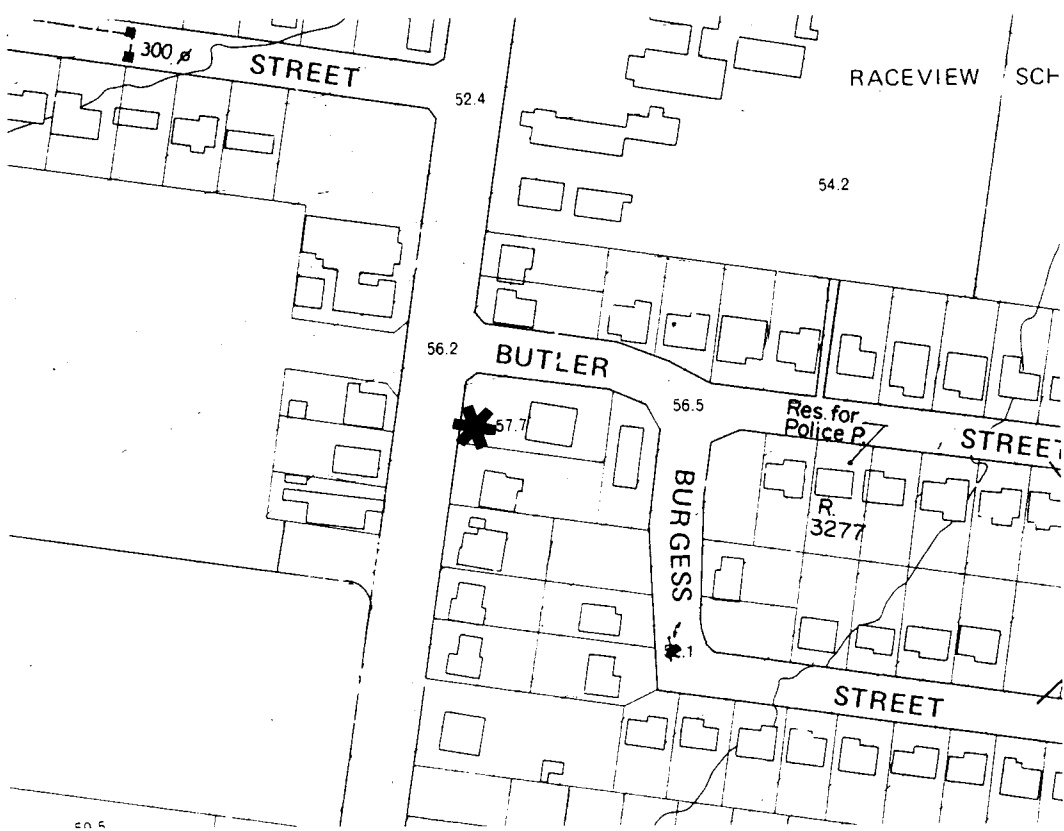 300 ø
STREET
52.4
RACEVIEW SCH
54.2
56.2
BUTLER
56.5
57.7
Res. for
Police P.
STREET
BURGESS
R.
3277
STREET